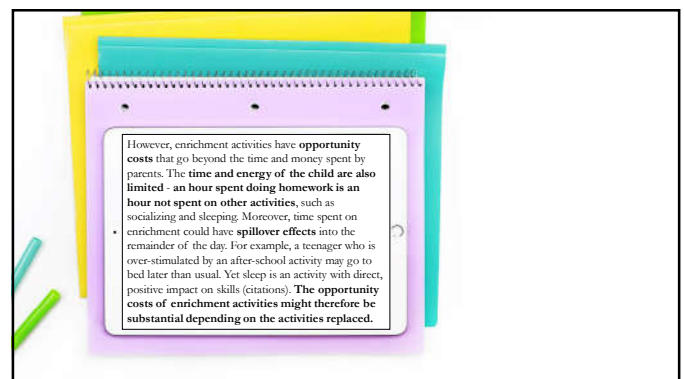 However, enrichment activities have opportunity
costs that go beyond the time and money spent by
parents. The time and energy of the child are also
limited - an hour spent doing homework is an
hour not spent on other activities, such as
socializing and sleeping. Moreover, time spent on
• enrichment could have spillover effects into the
remainder of the day. For example, a teenager who is
over-stimulated by an after-school activity may go to
bed later than usual. Yet sleep is an activity with direct,
positive impact on skills (citations). The opportunity
costs of enrichment activities might therefore be
substantial depending on the activities replaced.